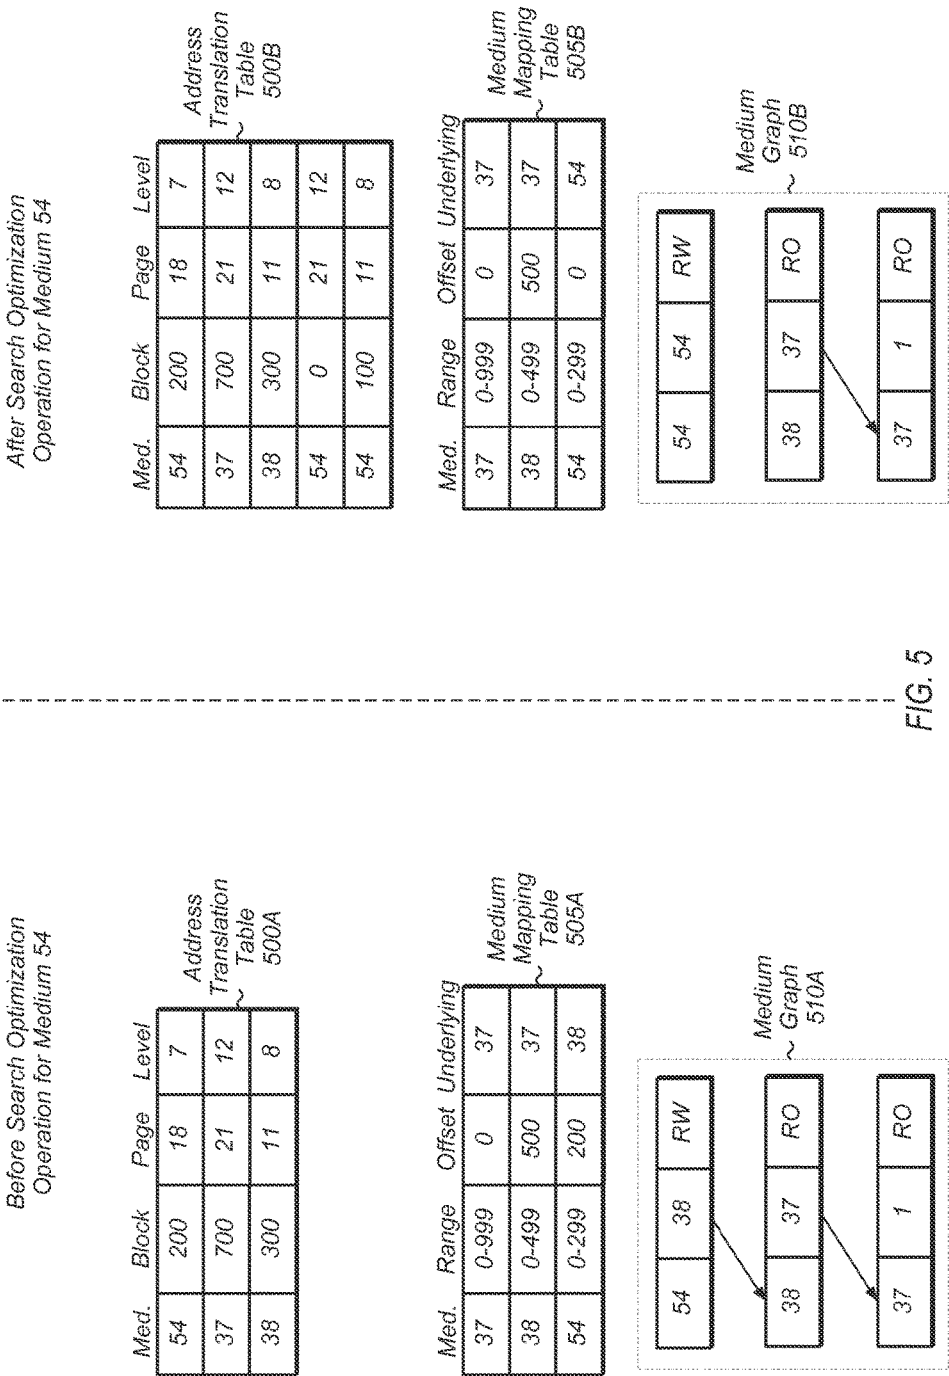 Before Search Optimization
Operation for Medium 54
Med. Block Page Level
54 200 18 7
37 700 21 12
38 300 11 8
Address
Translation
Table
500A
Med. Range Offset Underlying
37 0-999 0 37
38 0-499 500 37
54 0-299 200 38
Medium
Mapping
Table
505A
54 38 RW
38 37 RO
37 1 RO
Medium
Graph
510A
After Search Optimization
Operation for Medium 54
Med. Block Page Level
54 200 18 7
37 700 21 12
38 300 11 8
54 0 21 12
54 100 11 8
Address
Translation
Table
500B
Med. Range Offset Underlying
37 0-999 0 37
38 0-499 500 37
54 0-299 0 54
Medium
Mapping
Table
505B
54 54 RW
38 37 RO
37 1 RO
Medium
Graph
510B
FIG. 5